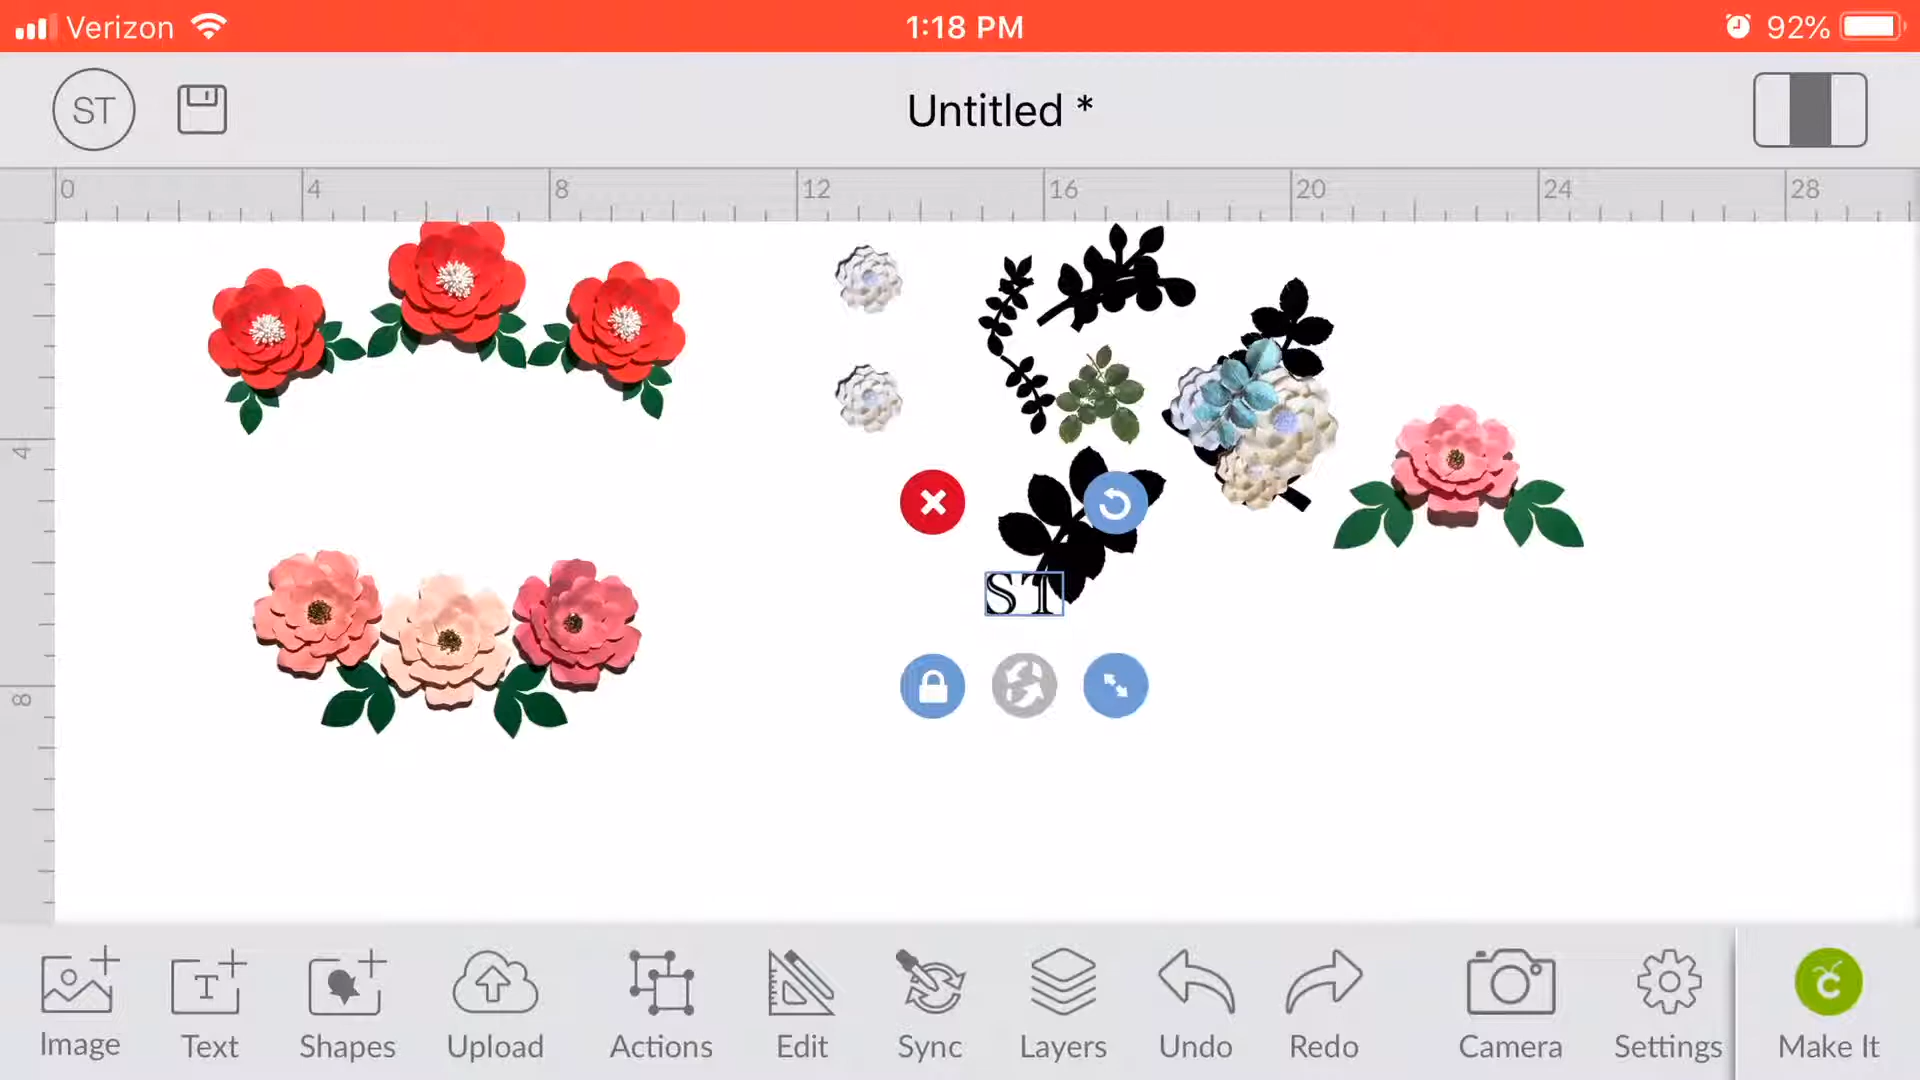 Verizon 1:18 PM 92%
ST Untitled *
0 4 8 12 16 20 24 28
4
8
ST
Image Text Shapes Upload Actions Edit Sync Layers Undo Redo Camera Settings Make It